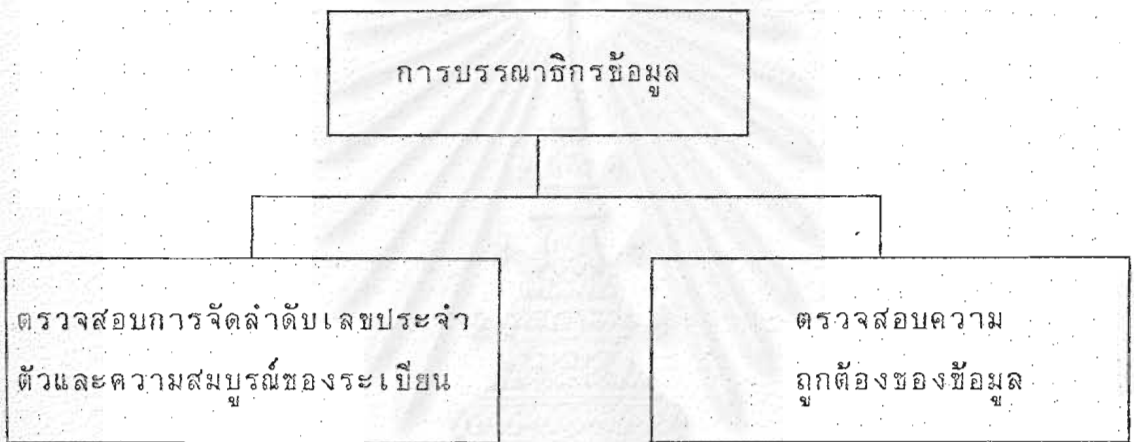 การบรรณาธิกรข้อมูล
ตรวจสอบการจัดลำดับเลขประจำ
ตัวและความสมบูรณ์ของระเบียน
ตรวจสอบความ
ถูกต้องของข้อมูล